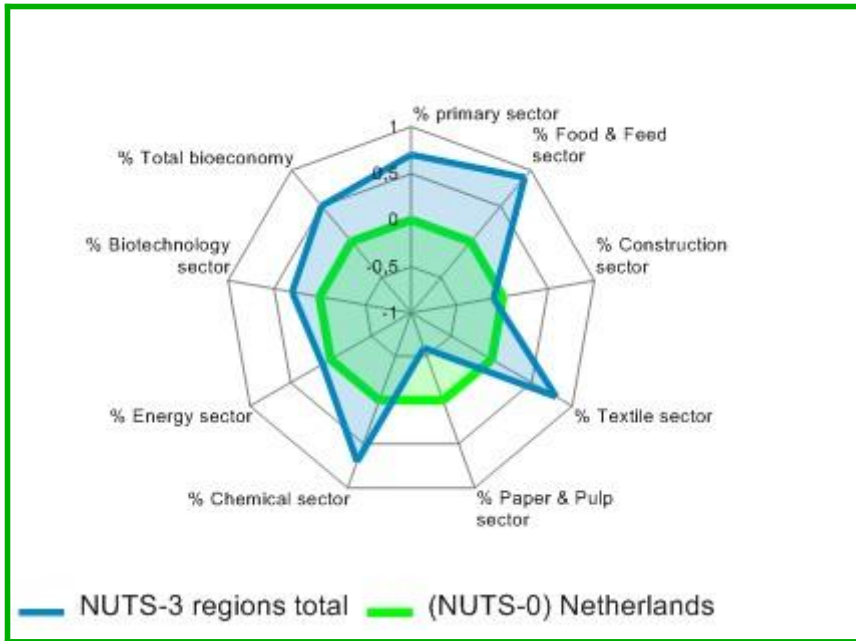 % primary sector
1
% Food & Feed
sector
% Total bioeconomy
0,5
% Biotechnology
sector
0
% Construction
sector
-0,5
-1
% Energy sector
% Textile sector
% Chemical sector
% Paper & Pulp
sector
NUTS-3 regions total
(NUTS-0) Netherlands